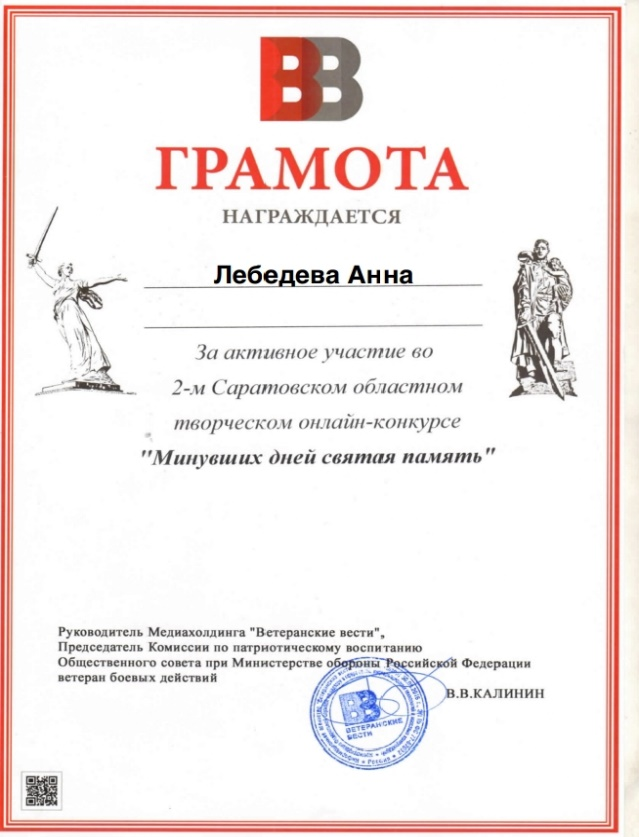 ВВ
ГРАМОТА
НАГРАЖДАЕТСЯ
Лебедева Анна
За активное участие во
2-м Саратовском областном
творческом онлайн-конкурсе
"Минувших дней святая память"
Руководитель Медиахолдинга "Ветеранские вести",
Председатель Комиссии по патриотическому воспитанию
Общественного совета при Министерстве обороны Российской Федерации
ветеран боевых действий
В.В.КАЛИНИН
ВВ
ВЕТЕРАНСКИЕ
ВЕСТИ